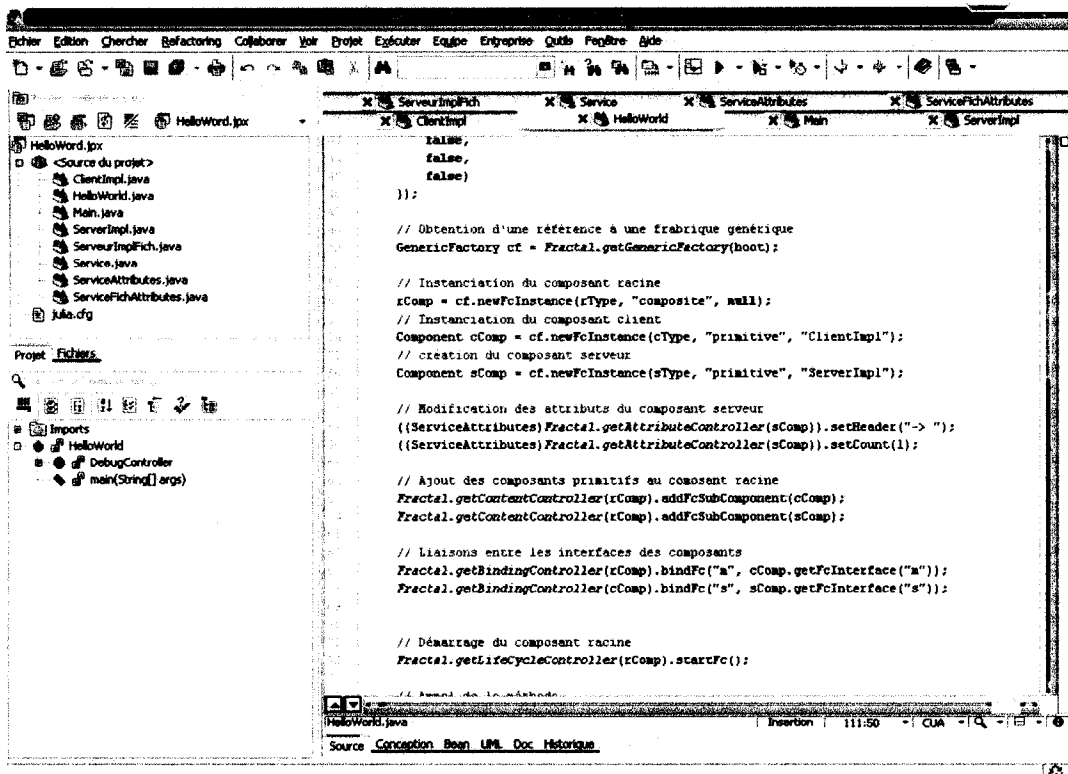 Fichier Edition Chercher Refactoring Collaborer Voir Projet Exécuter Equipe Entreprise Outils Fenêtre Aide
HelloWord.jpx
ServeurImplFich Service ServiceAttributes ServiceFichAttributes
ClientImpl HelloWorld Main ServerImpl
HelloWord.jpx
<Source du projet>
ClientImpl.java
HelloWorld.java
Main.java
ServerImpl.java
ServeurImplFich.java
Service.java
ServiceAttributes.java
ServiceFichAttributes.java
julia.cfg
Projet Fichiers
Imports
HelloWorld
DebugController
main(String[] args)
false,
false,
false)
});
// Obtention d'une référence à une frabrique générique
GenericFactory cf = Fractal.getGenericFactory(boot);
// Instanciation du composant racine
rComp = cf.newFcInstance(rType, "composite", null);
// Instanciation du composant client
Component cComp = cf.newFcInstance(cType, "primitive", "ClientImpl");
// création du composant serveur
Component sComp = cf.newFcInstance(sType, "primitive", "ServerImpl");
// Modification des attributs du composant serveur
((ServiceAttributes)Fractal.getAttributeController(sComp)).setHeader("-> ");
((ServiceAttributes)Fractal.getAttributeController(sComp)).setCount(1);
// Ajout des composants primitifs au comosant racine
Fractal.getContentController(rComp).addFcSubComponent(cComp);
Fractal.getContentController(rComp).addFcSubComponent(sComp);
// Liaisons entre les interfaces des composants
Fractal.getBindingController(rComp).bindFc("m", cComp.getFcInterface("m"));
Fractal.getBindingController(cComp).bindFc("s", sComp.getFcInterface("s"));
// Démarrage du composant racine
Fractal.getLifeCycleController(rComp).startFc();
// Appel de la méthode
HelloWorld.java Insertion 111:50 CUA
Source Conception Bean UML Doc Historique